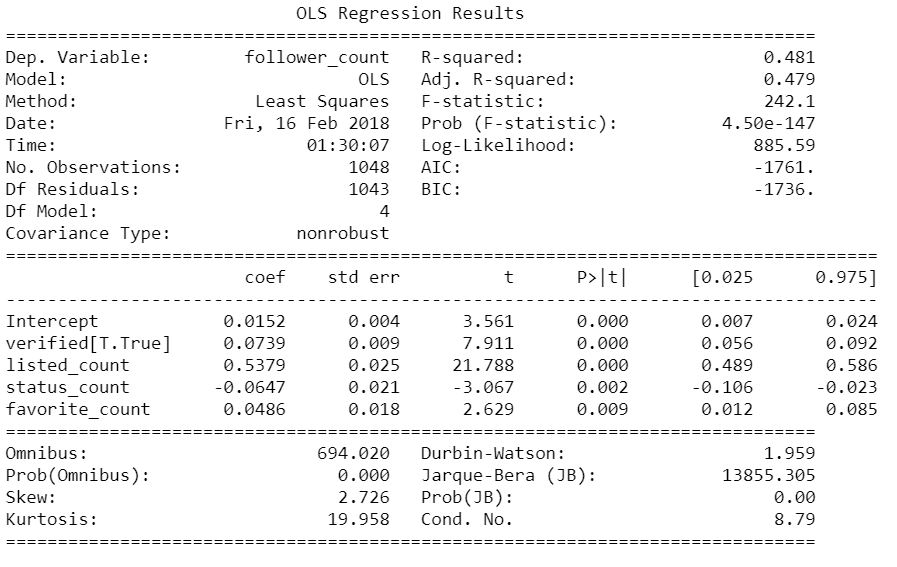 OLS Regression Results
==============================================================================
Dep. Variable:         follower_count   R-squared:                       0.481
Model:                            OLS   Adj. R-squared:                  0.479
Method:                 Least Squares   F-statistic:                     242.1
Date:                Fri, 16 Feb 2018   Prob (F-statistic):          4.50e-147
Time:                        01:30:07   Log-Likelihood:                 885.59
No. Observations:                1048   AIC:                            -1761.
Df Residuals:                    1043   BIC:                            -1736.
Df Model:                           4
Covariance Type:            nonrobust
====================================================================================
                       coef    std err          t      P>|t|      [0.025      0.975]
------------------------------------------------------------------------------------
Intercept            0.0152      0.004      3.561      0.000       0.007       0.024
verified[T.True]     0.0739      0.009      7.911      0.000       0.056       0.092
listed_count         0.5379      0.025     21.788      0.000       0.489       0.586
status_count        -0.0647      0.021     -3.067      0.002      -0.106      -0.023
favorite_count       0.0486      0.018      2.629      0.009       0.012       0.085
==============================================================================
Omnibus:                      694.020   Durbin-Watson:                   1.959
Prob(Omnibus):                  0.000   Jarque-Bera (JB):            13855.305
Skew:                           2.726   Prob(JB):                         0.00
Kurtosis:                      19.958   Cond. No.                         8.79
==============================================================================